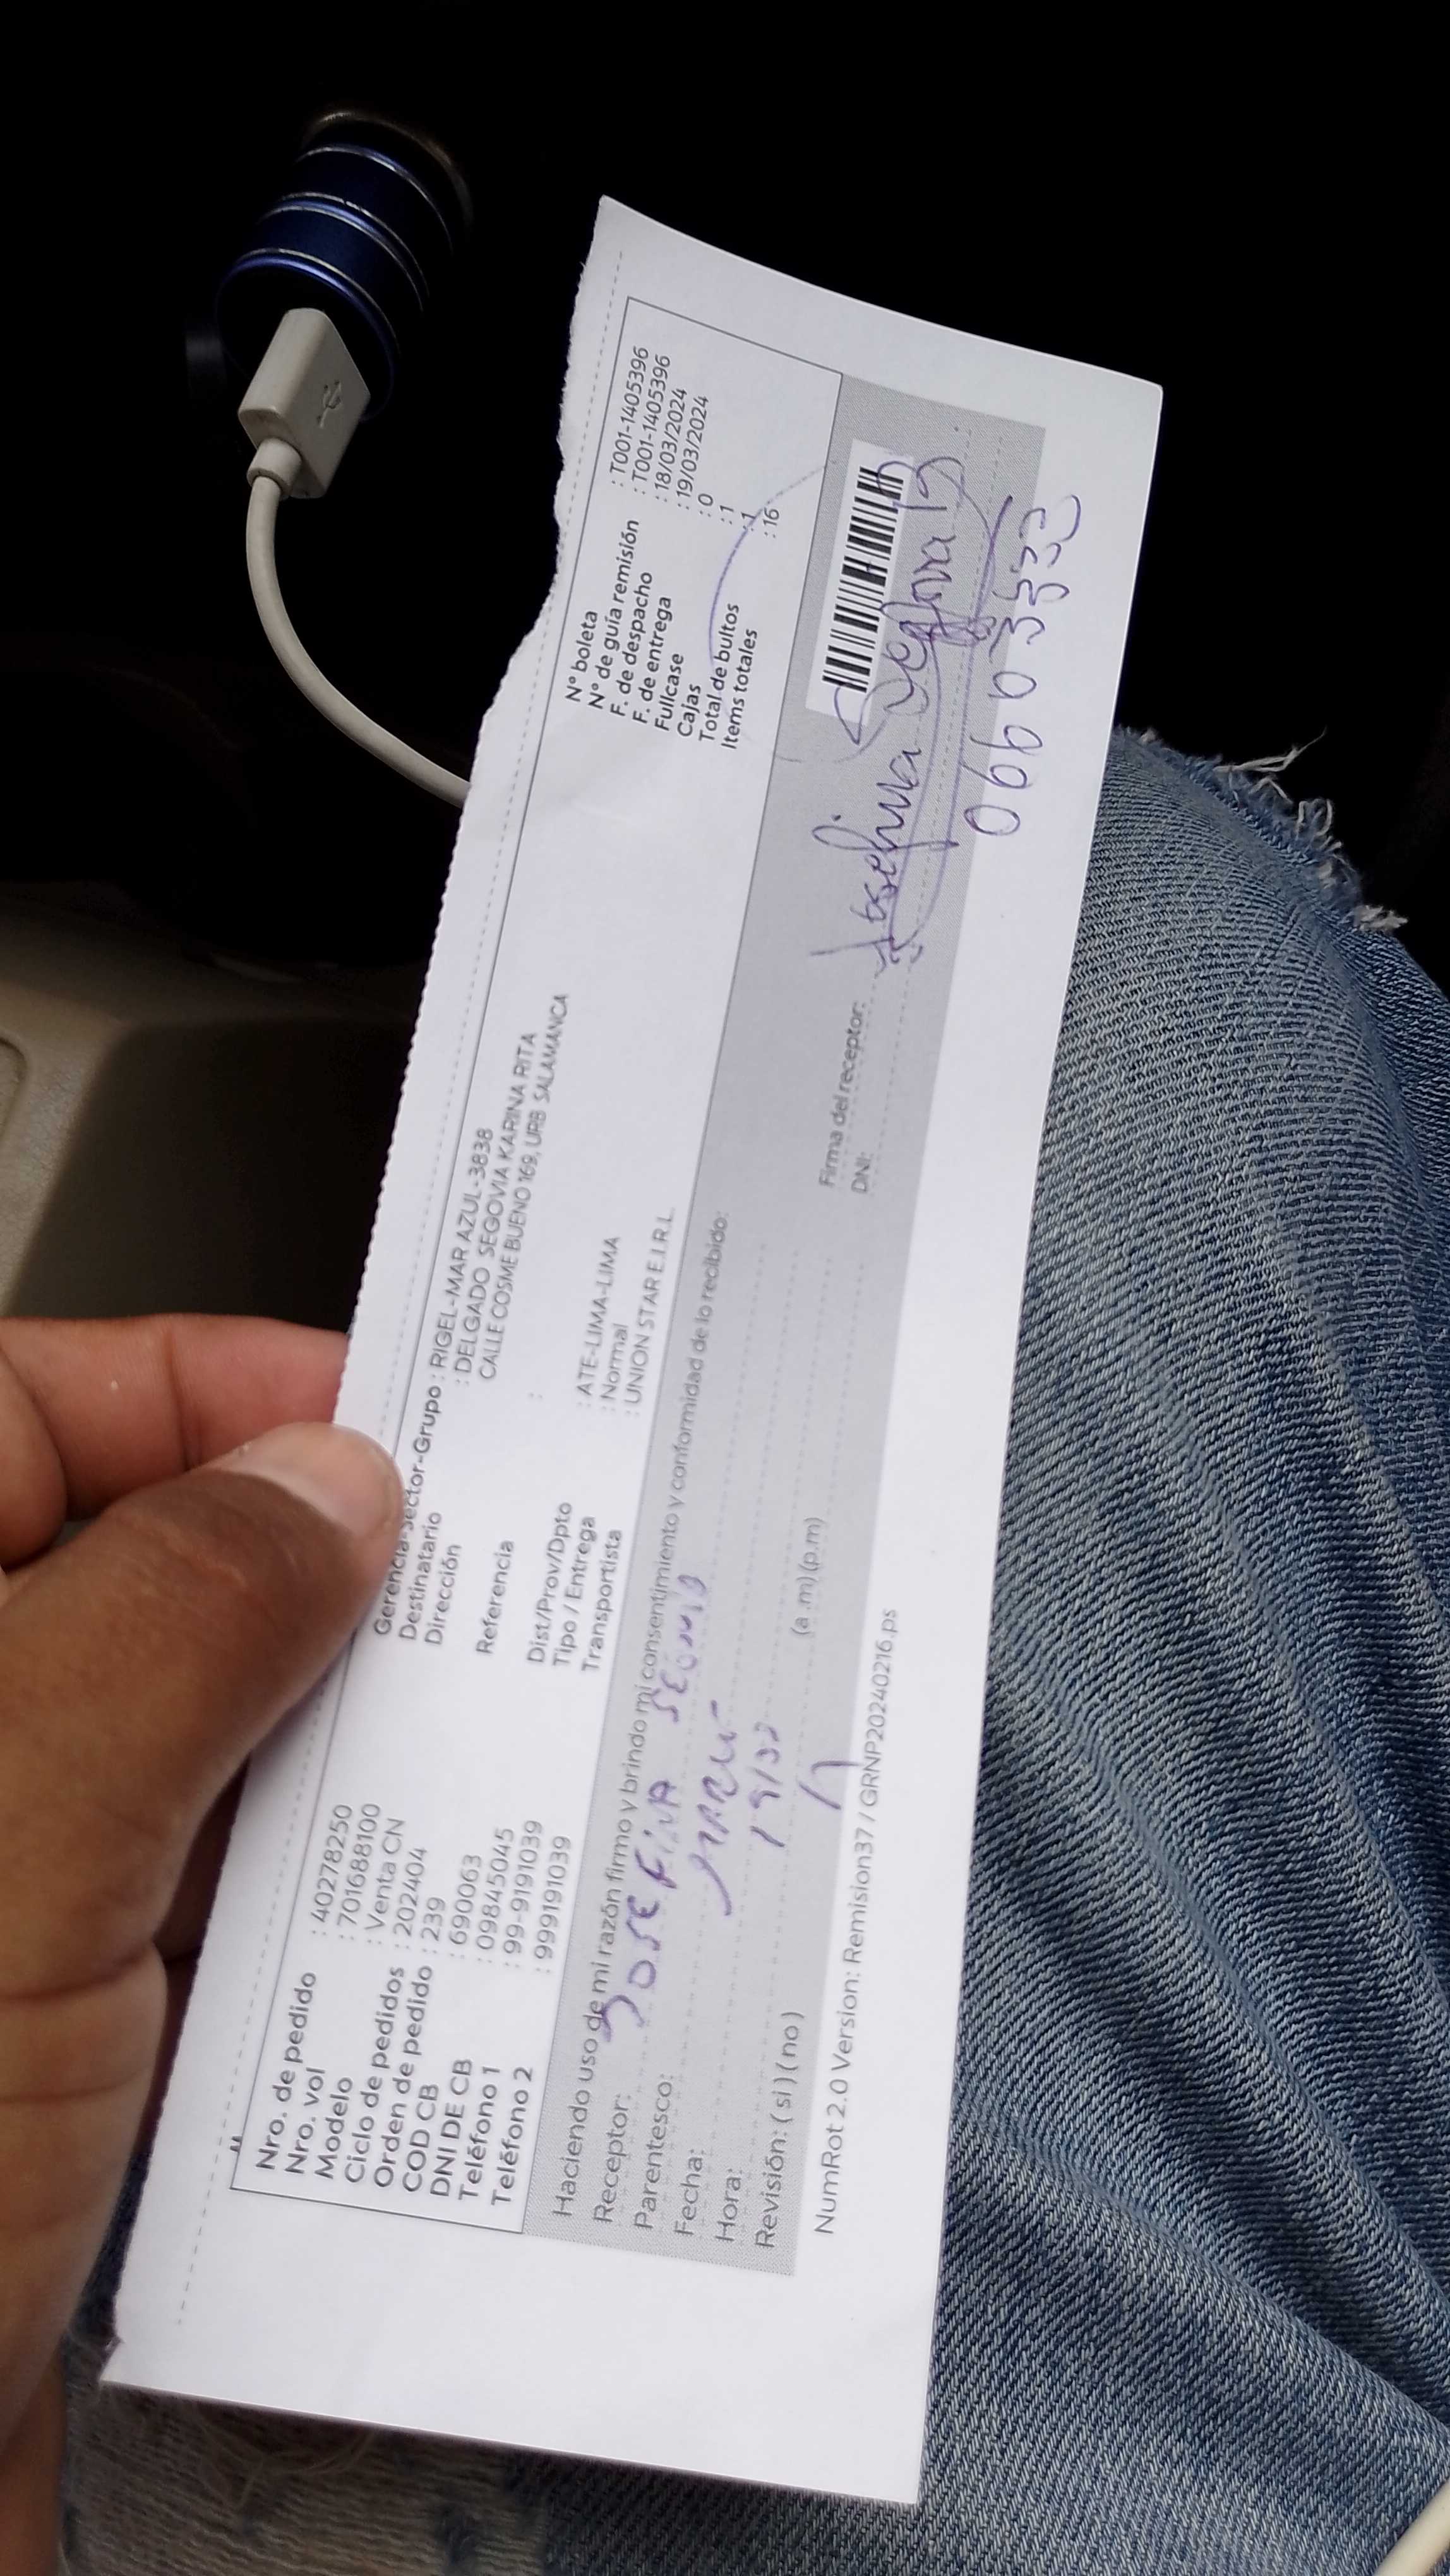 Nro. de pedido : 40278250
Nro. vol : 701688100
Modelo : Venta CN
Ciclo de pedidos : 202404
Orden de pedido : 239
COD CB : 690063
DNI DE CB : 09845045
Teléfono 1 : 99-9191039
Teléfono 2 : 999191039
Gerencia-Sector-Grupo : RIGEL-MAR AZUL-3838
Destinatario : DELGADO SEGOVIA KARINA RITA
Dirección CALLE COSME BUENO 169, URB SALAMANCA
Referencia :
Dist/Prov/Dpto : ATE-LIMA-LIMA
Tipo / Entrega : Normal
Transportista : UNION STAR E.I.R.L.
N° boleta : T001-1405396
N° de guía remisión : T001-1405396
F. de despacho : 18/03/2024
F. de entrega : 19/03/2024
Fullcase : 0
Cajas : 1
Total de bultos : 1
Items totales : 16
Haciendo uso de mi razón firmo y brindo mi consentimiento y conformidad de lo recibido:
Receptor: JOSEFINA
Parentesco:
Fecha: 19/03
Hora: (a .m) (p.m)
Revisión: ( si ) ( no )
Firma del receptor: Josefina Segovia
DNI: 06603533
NumRot 2.0 Version: Remision37 / GRNP20240216.ps